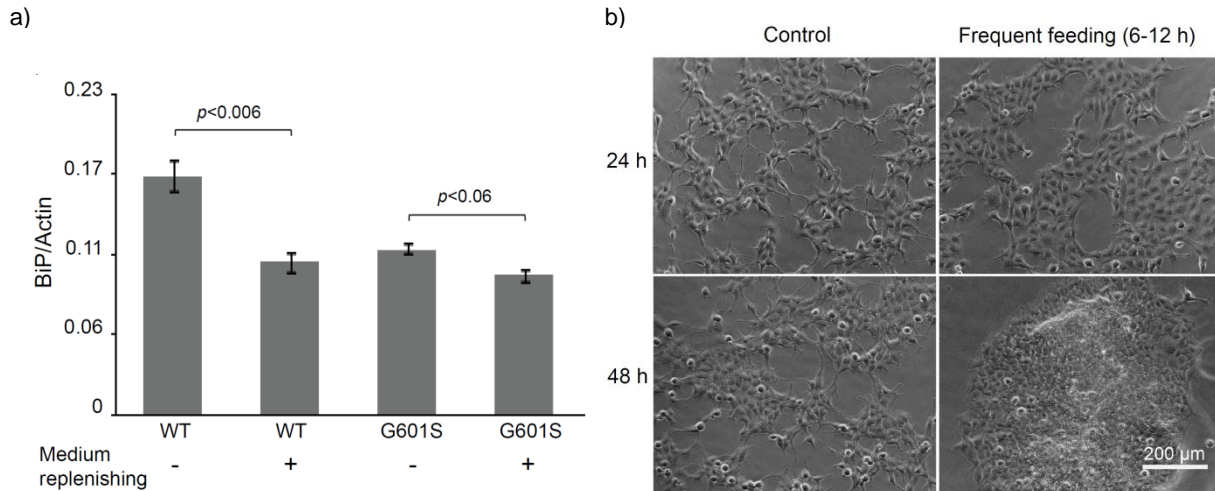 a)
BiP/Actin
0.23
0.17
0.11
0.06
0
p<0.006
p<0.06
WT WT G601S G601S
Medium
replenishing - + - +
b)
Control Frequent feeding (6-12 h)
24 h
48 h
200 µm